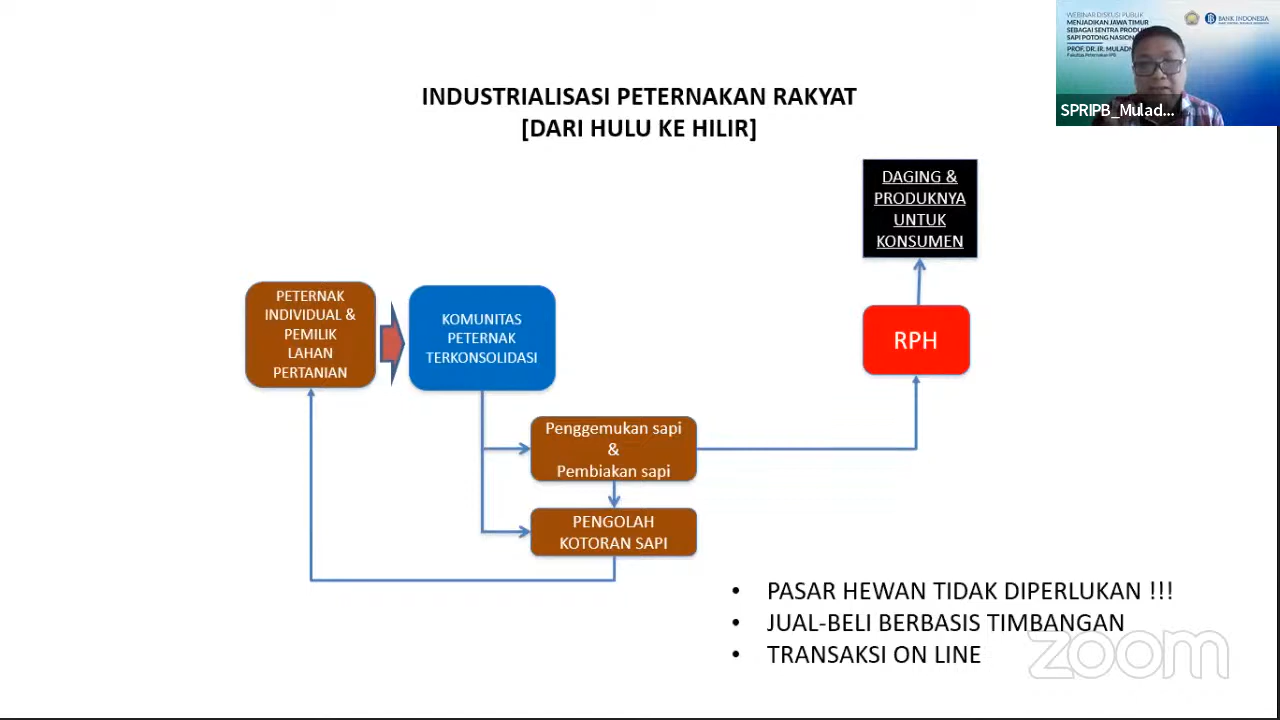 INDUSTRIALISASI PETERNAKAN RAKYAT
[DARI HULU KE HILIR]
WEBINAR DISKUSI PUBLIK
MENJADIKAN JAWA TIMUR
SEBAGAI SENTRA PRODUK
SAPI POTONG NASION
PROF. DR. IR. MULADN
Fakultas Peternakan IPB
BANK INDONESIA
SPRIPB_Mulad...
DAGING &
PRODUKNYA
UNTUK
KONSUMEN
PETERNAK
INDIVIDUAL &
PEMILIK
LAHAN
PERTANIAN
KOMUNITAS
PETERNAK
TERKONSOLIDASI
RPH
Penggemukan sapi
&
Pembiakan sapi
PENGOLAH
KOTORAN SAPI
• PASAR HEWAN TIDAK DIPERLUKAN !!!
• JUAL-BELI BERBASIS TIMBANGAN
• TRANSAKSI ON LINE
zoom